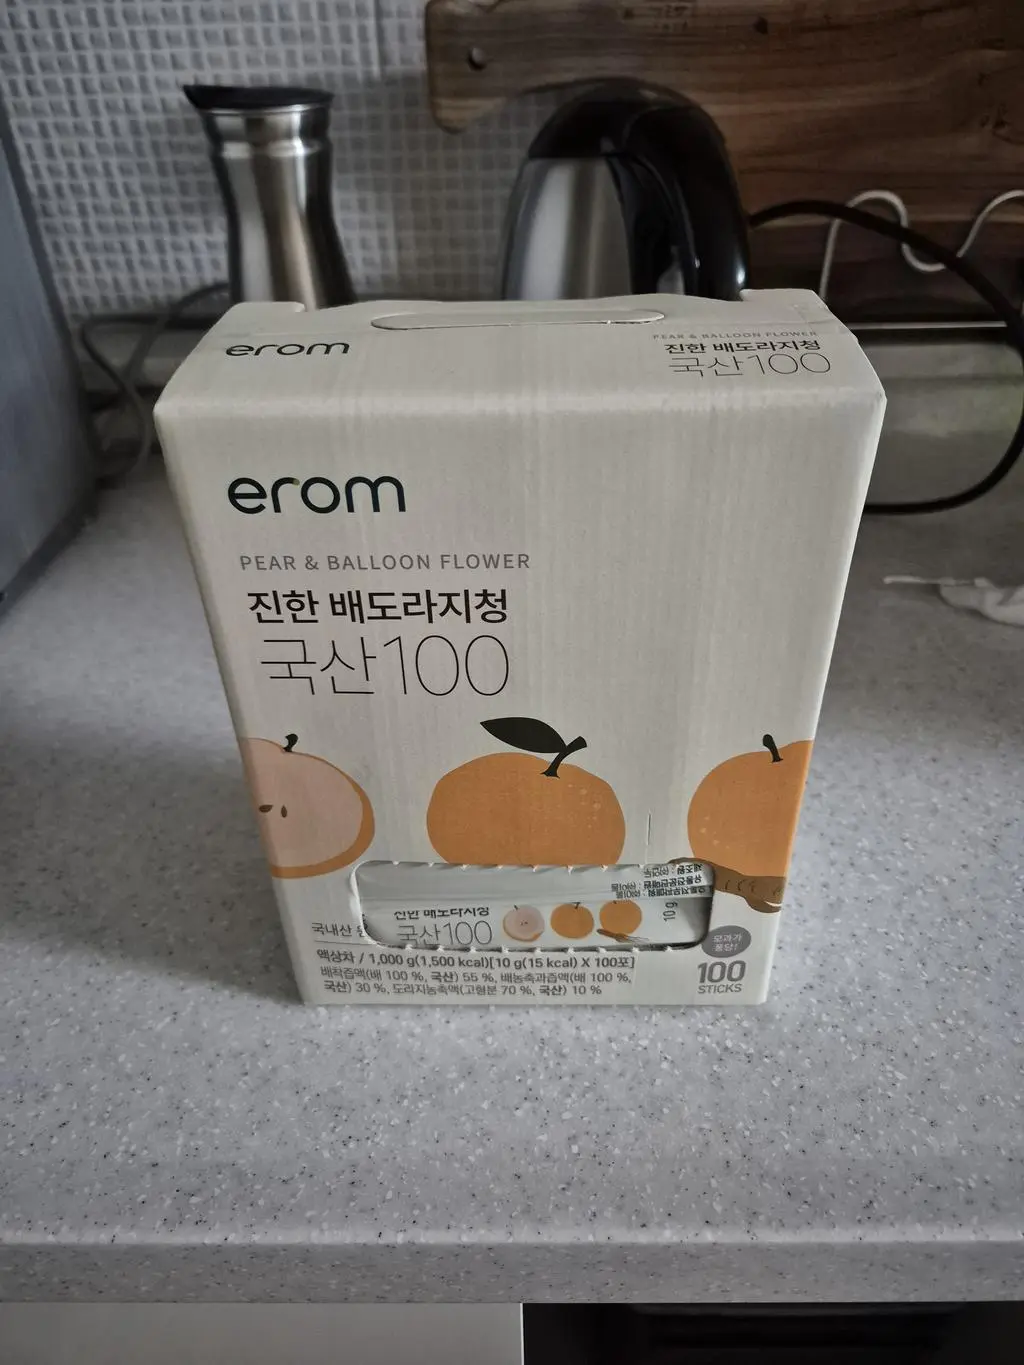 erom
PEAR & BALLOON FLOWER
진한 배도라지청
국산100
erom
PEAR & BALLOON FLOWER
진한 배도라지청
국산100
진한 배도라지청
국산100
10 g
국내산
모과가
퐁당!
액상차 / 1,000 g(1,500 kcal)[10 g(15 kcal) X 100포]
배착즙액(배 100 %, 국산) 55 %, 배농축과즙액(배 100 %,
국산) 30 %, 도라지농축액(고형분 70 %, 국산) 10 %
100
STICKS